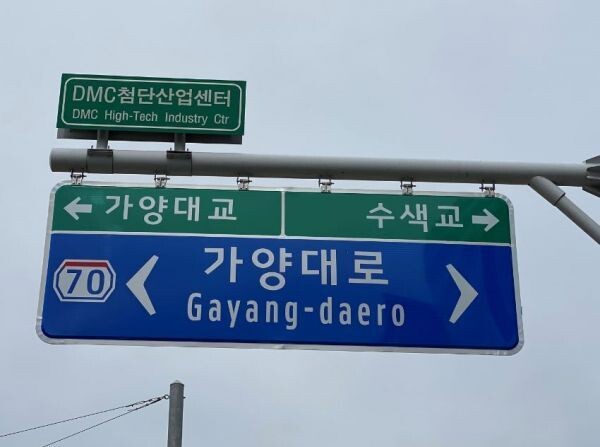 DMC첨단산업센터
DMC High-Tech Industry Ctr
← 가양대교
수색교 →
70
가양대로
Gayang-daero